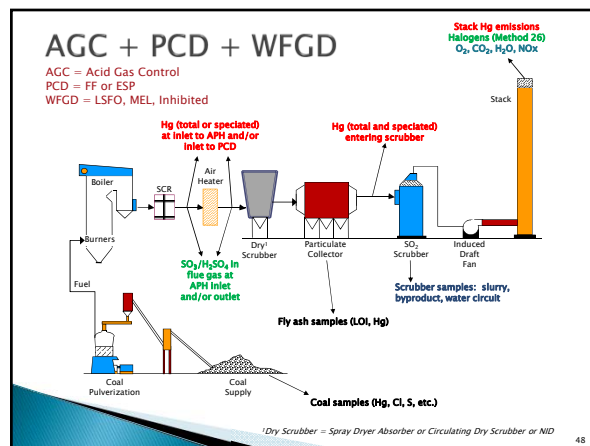 AGC + PCD + WFGD
AGC = Acid Gas Control
PCD = FF or ESP
WFGD = LSFO, MEL, Inhibited
Stack Hg emissions
Halogens (Method 26)
O₂, CO₂, H₂O, NOx
Stack
Hg (total or speciated)
at inlet to APH and/or
inlet to PCD
Hg (total and speciated)
entering scrubber
Boiler
SCR
Air
Heater
Burners
Dry¹
Scrubber
Particulate
Collector
SO₂
Scrubber
Induced
Draft
Fan
SO₃/H₂SO₄ in
flue gas at
APH inlet
and/or outlet
Fuel
Scrubber samples: slurry,
byproduct, water circuit
Fly ash samples (LOI, Hg)
Coal
Pulverization
Coal
Supply
Coal samples (Hg, Cl, S, etc.)
¹Dry Scrubber = Spray Dryer Absorber or Circulating Dry Scrubber or NID
48